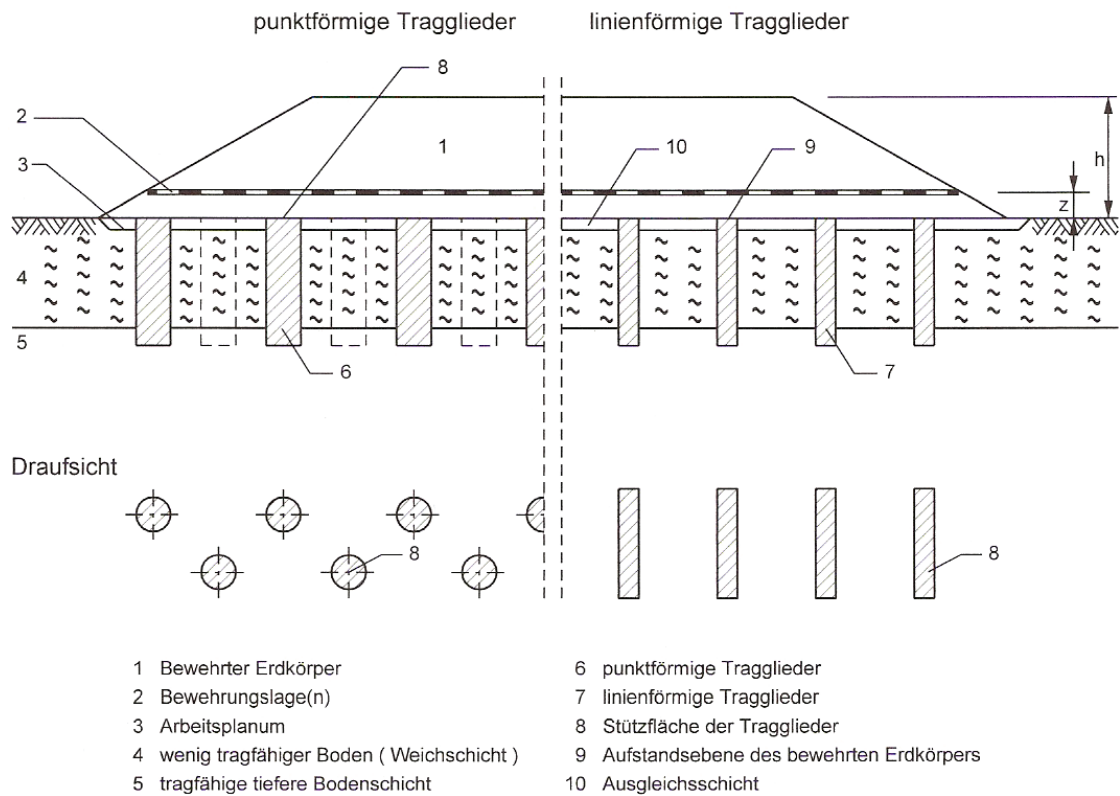 punktförmige Tragglieder linienförmige Tragglieder
8
2
1
10
9
h
3
z
4
5
6
7
Draufsicht
8
8
1 Bewehrter Erdkörper
2 Bewehrungslage(n)
3 Arbeitsplanum
4 wenig tragfähiger Boden ( Weichschicht )
5 tragfähige tiefere Bodenschicht
6 punktförmige Tragglieder
7 linienförmige Tragglieder
8 Stützfläche der Tragglieder
9 Aufstandsebene des bewehrten Erdkörpers
10 Ausgleichsschicht